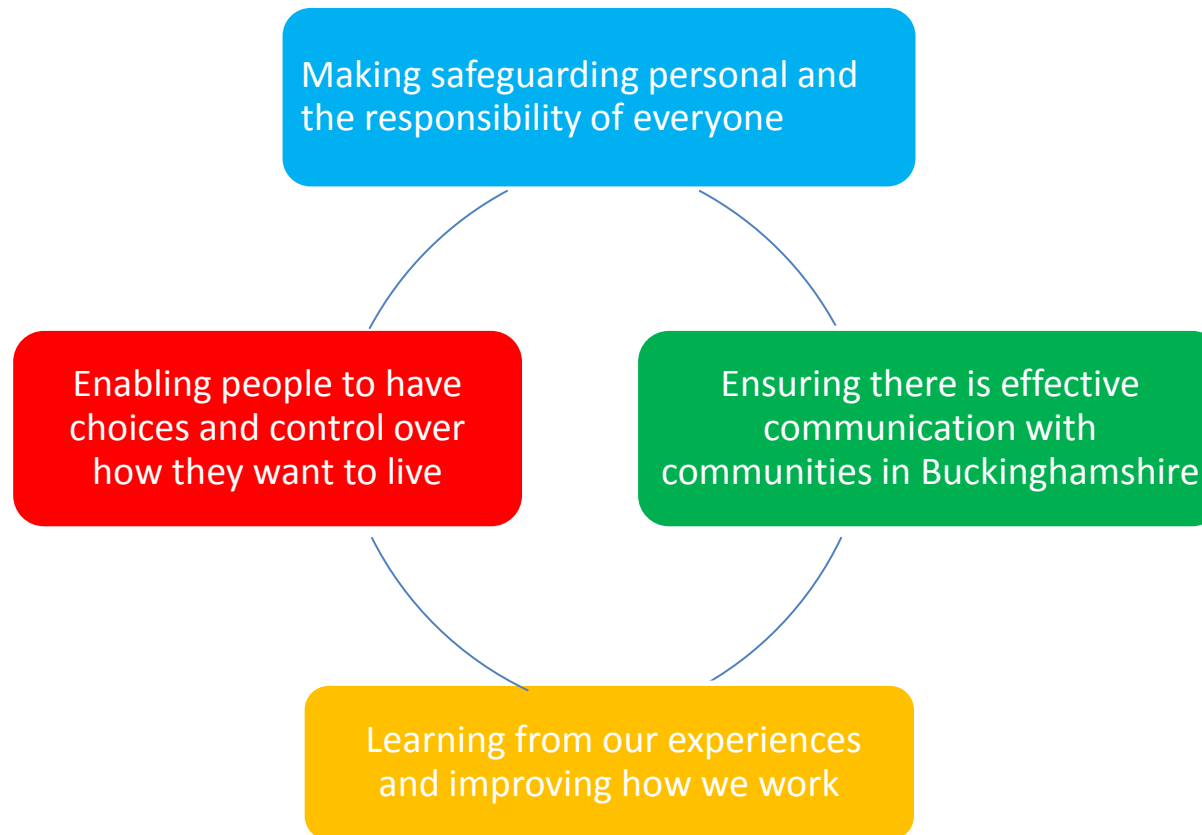 Making safeguarding personal and
the responsibility of everyone
Enabling people to have
choices and control over
how they want to live
Ensuring there is effective
communication with
communities in Buckinghamshire
Learning from our experiences
and improving how we work